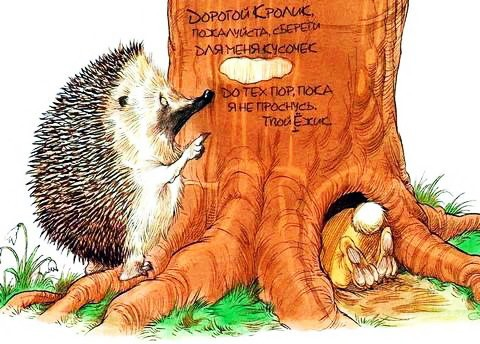 Дорогой Кролик,
пожалуйста, сбереги
для меня кусочек
до тех пор, пока
я не проснусь.
Твой Ёжик